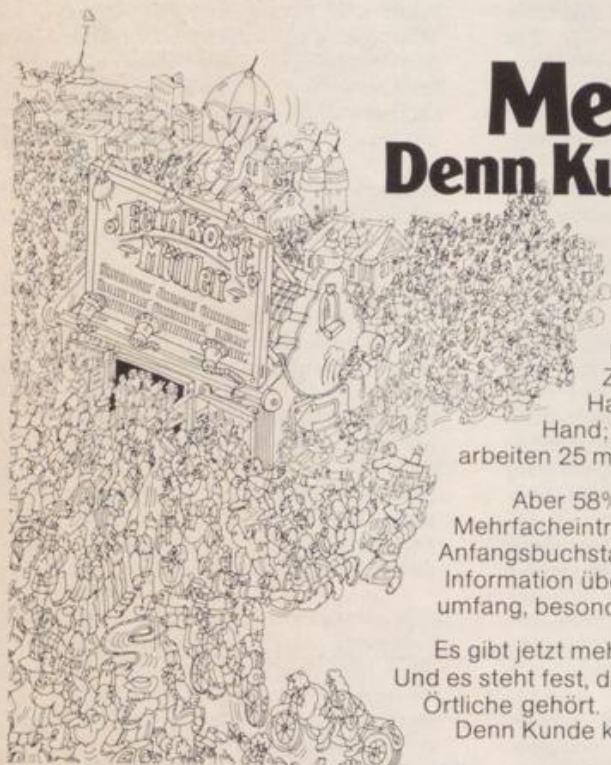 Me
Denn Ku
Feinkost
Müller
Z
Ha
Hand:
arbeiten 25 m
Aber 58%
Mehrfacheintr
Anfangsbuchsta
Information übe
umfang, besond
Es gibt jetzt meh
Und es steht fest, d
Örtliche gehört.
Denn Kunde k